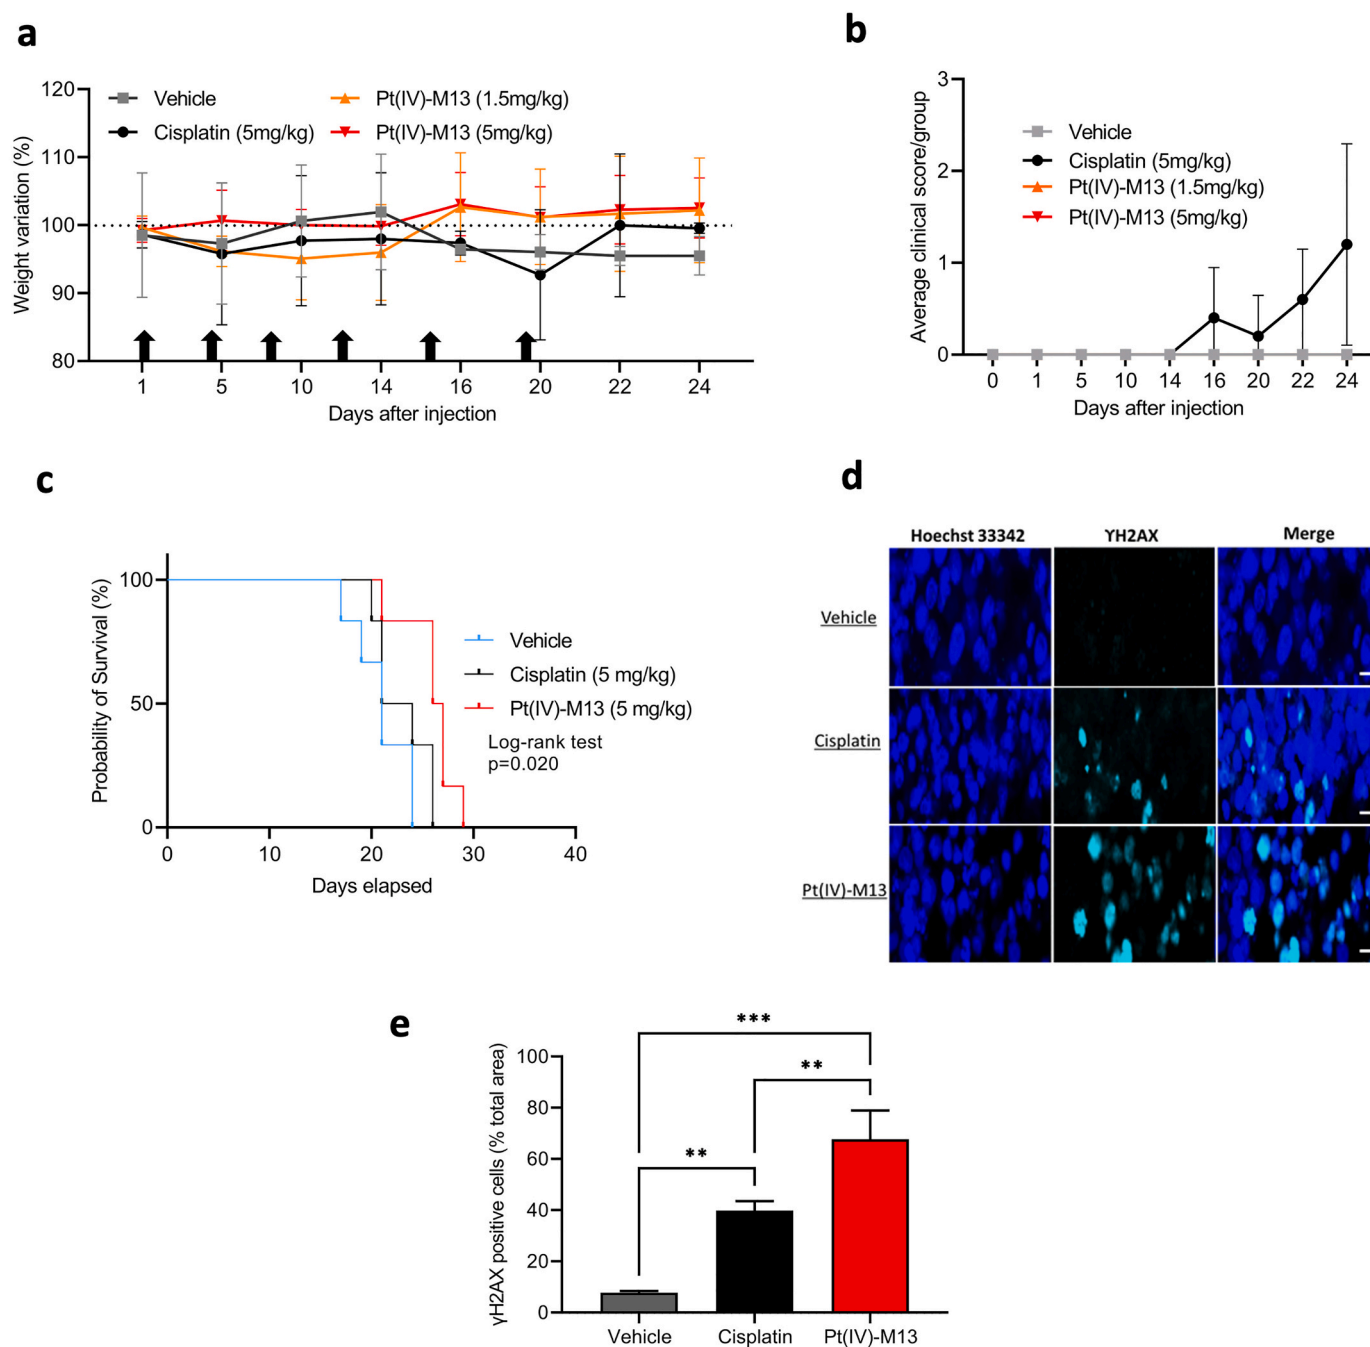 a
120
110
100
90
80
Weight variation (%)
Vehicle
Cisplatin (5mg/kg)
Pt(IV)-M13 (1.5mg/kg)
Pt(IV)-M13 (5mg/kg)
1 5 10 14 16 20 22 24
Days after injection
b
3
2
1
0
Average clinical score/group
Vehicle
Cisplatin (5mg/kg)
Pt(IV)-M13 (1.5mg/kg)
Pt(IV)-M13 (5mg/kg)
0 1 5 10 14 16 20 22 24
Days after injection
c
100
50
0
Probability of Survival (%)
Vehicle
Cisplatin (5 mg/kg)
Pt(IV)-M13 (5 mg/kg)
Log-rank test
p=0.020
0 10 20 30 40
Days elapsed
d
Hoechst 33342 ϒH2AX Merge
Vehicle
Cisplatin
Pt(IV)-M13
e
100
80
60
40
20
0
γH2AX positive cells (% total area)
***
**
**
Vehicle Cisplatin Pt(IV)-M13